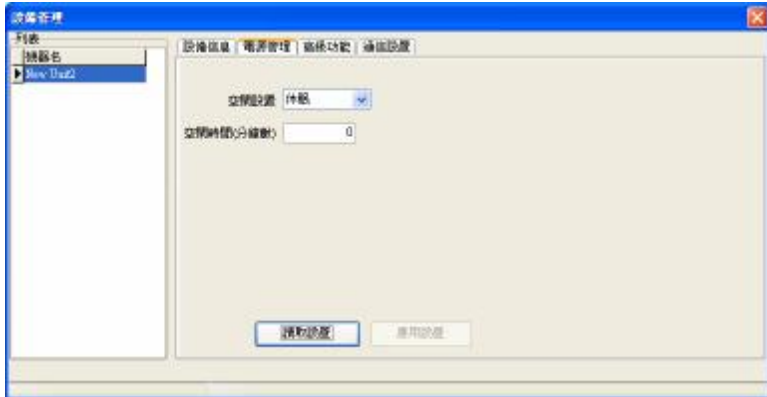 設備管理
列表
機器名
New Unit2
設備信息 電源管理 高級功能 通信設置
空閒設置 休眠
空閒時間(分鐘數) 0
讀取設置 應用設置